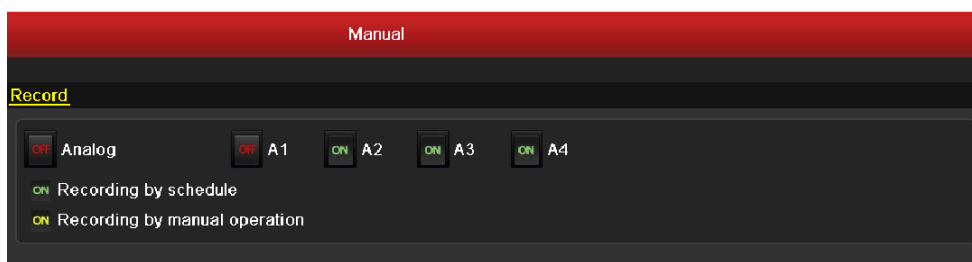 Manual
Record
OFF Analog OFF A1 ON A2 ON A3 ON A4
ON Recording by schedule
ON Recording by manual operation